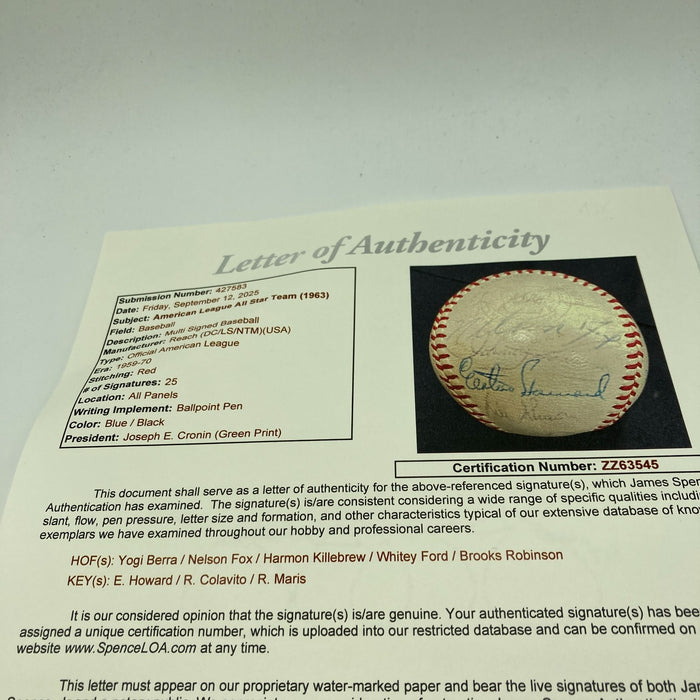 Letter of Authenticity
Submission Number: 427583
Date: Friday, September 12, 2025
Subject: American League All Star Team (1963)
Field: Baseball
Description: Multi Signed Baseball
Manufacturer: Reach (DC/LS/NTM)(USA)
Type: Official American League
Era: 1959-70
Stitching: Red
# of Signatures: 25
Location: All Panels
Writing Implement: Ballpoint Pen
Color: Blue / Black
President: Joseph E. Cronin (Green Print)
Elston Howard
Certification Number: ZZ63545
This document shall serve as a letter of authenticity for the above-referenced signature(s), which James Spen
Authentication has examined. The signature(s) is/are consistent considering a wide range of specific qualities includi
slant, flow, pen pressure, letter size and formation, and other characteristics typical of our extensive database of kno
exemplars we have examined throughout our hobby and professional careers.
HOF(s): Yogi Berra / Nelson Fox / Harmon Killebrew / Whitey Ford / Brooks Robinson
KEY(s): E. Howard / R. Colavito / R. Maris
It is our considered opinion that the signature(s) is/are genuine. Your authenticated signature(s) has bee
assigned a unique certification number, which is uploaded into our restricted database and can be confirmed on
website www.SpenceLOA.com at any time.
This letter must appear on our proprietary water-marked paper and bear the live signatures of both Ja